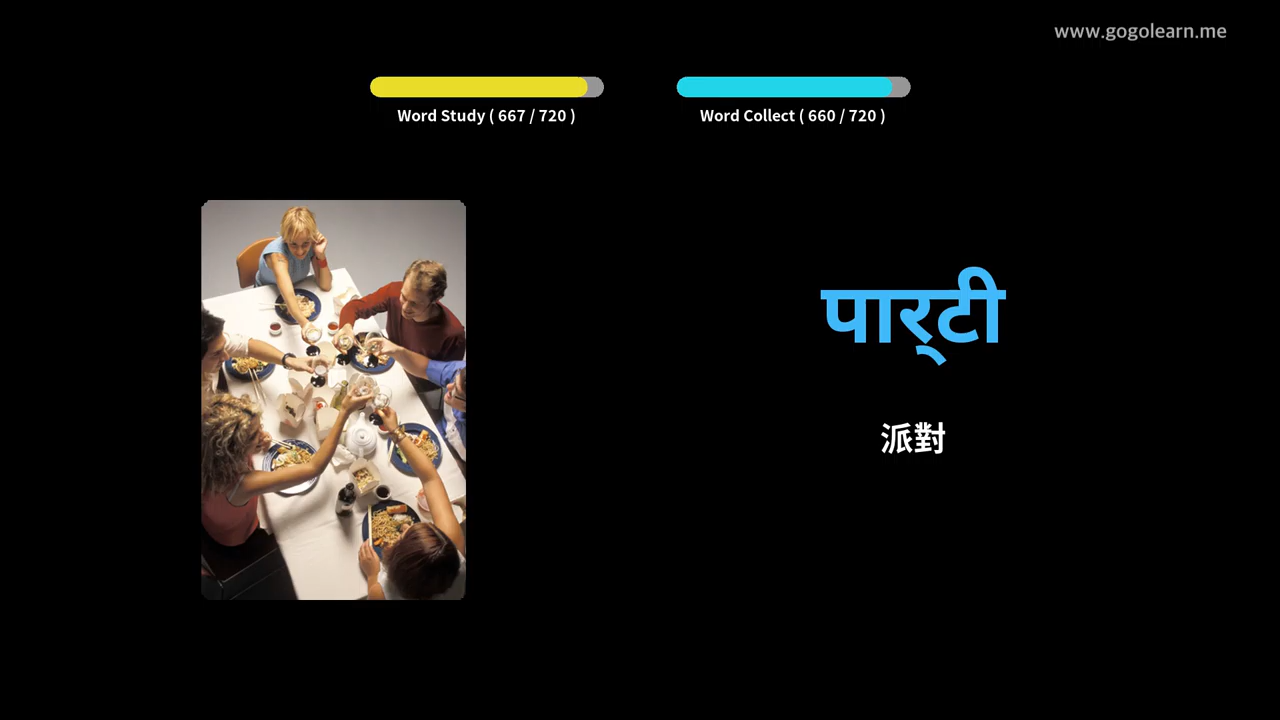 www.gogolearn.me
Word Study ( 667 / 720 )
Word Collect ( 660 / 720 )
पार्‌टी
派對